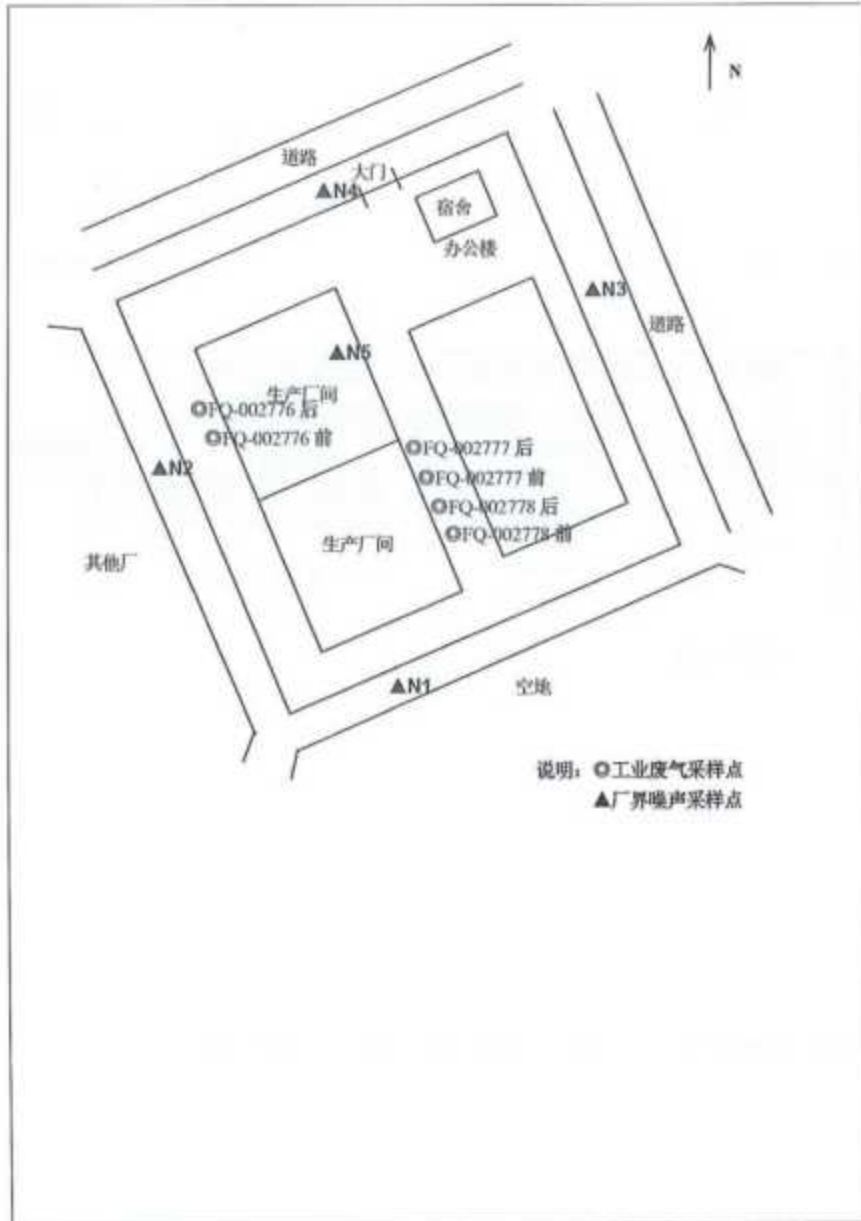 N
道路
大门
▲N4
宿舍
办公楼
▲N3
道路
▲N5
生产厂间
◎FQ-002776 后
◎FQ-002776 前
◎FQ-002777 后
▲N2
◎FQ-002777 前
◎FQ-002778 后
◎FQ-002778 前
生产厂间
其他厂
▲N1
空地
说明：◎工业废气采样点
▲厂界噪声采样点